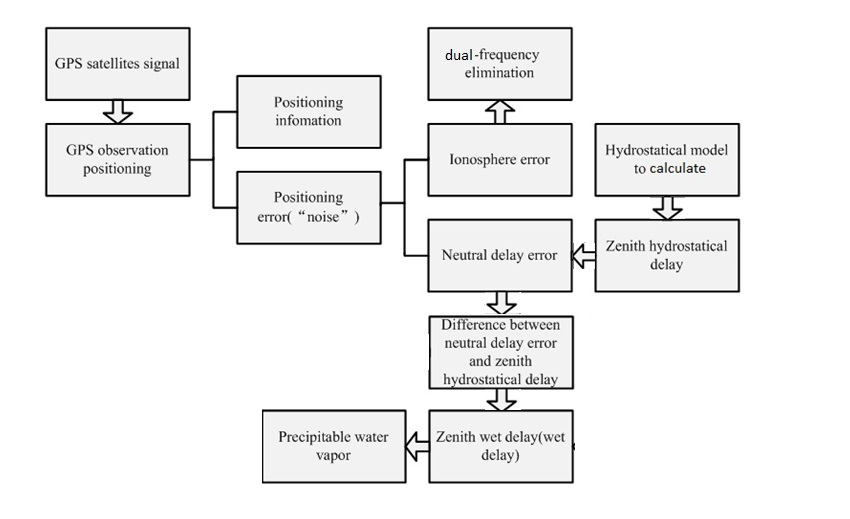 GPS satellites signal
GPS observation
positioning
Positioning
infomation
Positioning
error( “noise” )
dual-frequency
elimination
Ionosphere error
Neutral delay error
Hydrostatical model
to calculate
Zenith hydrostatical
delay
Difference between
neutral delay error
and zenith
hydrostatical delay
Zenith wet delay(wet
delay)
Precipitable water
vapor